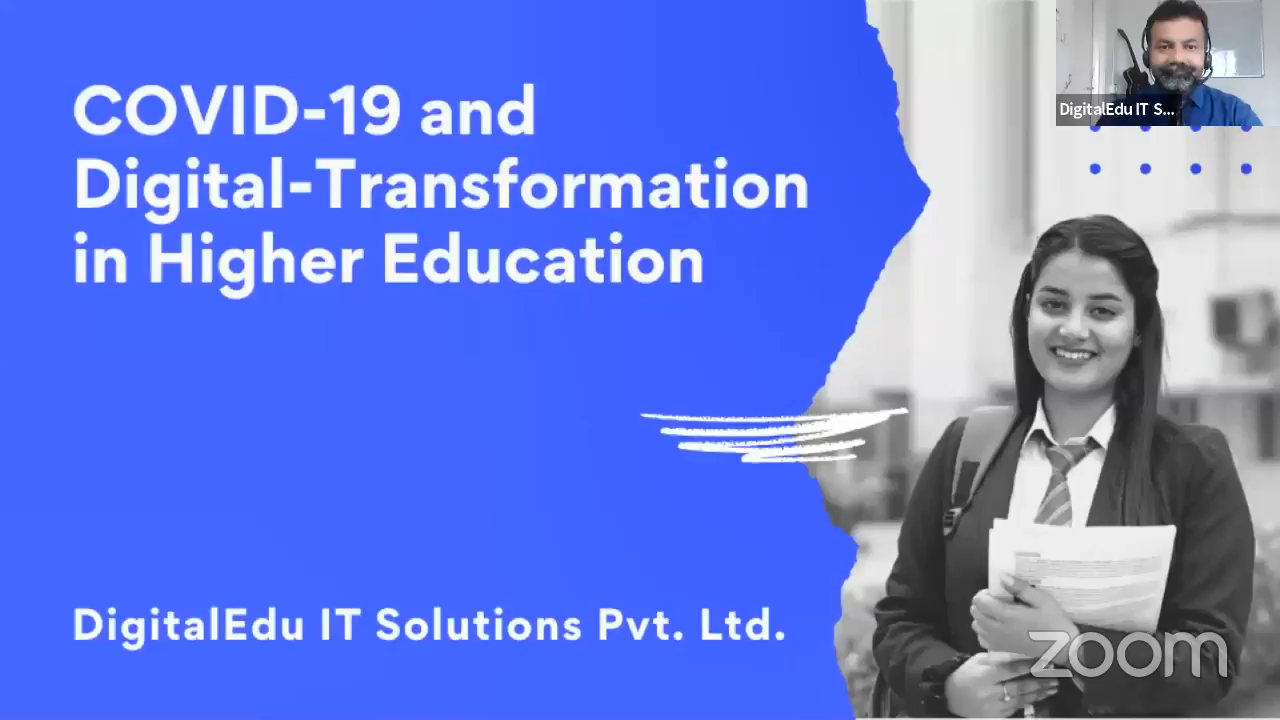 COVID-19 and
Digital-Transformation
in Higher Education
DigitalEdu IT Solutions Pvt. Ltd.
DigitalEdu IT S...
zoom